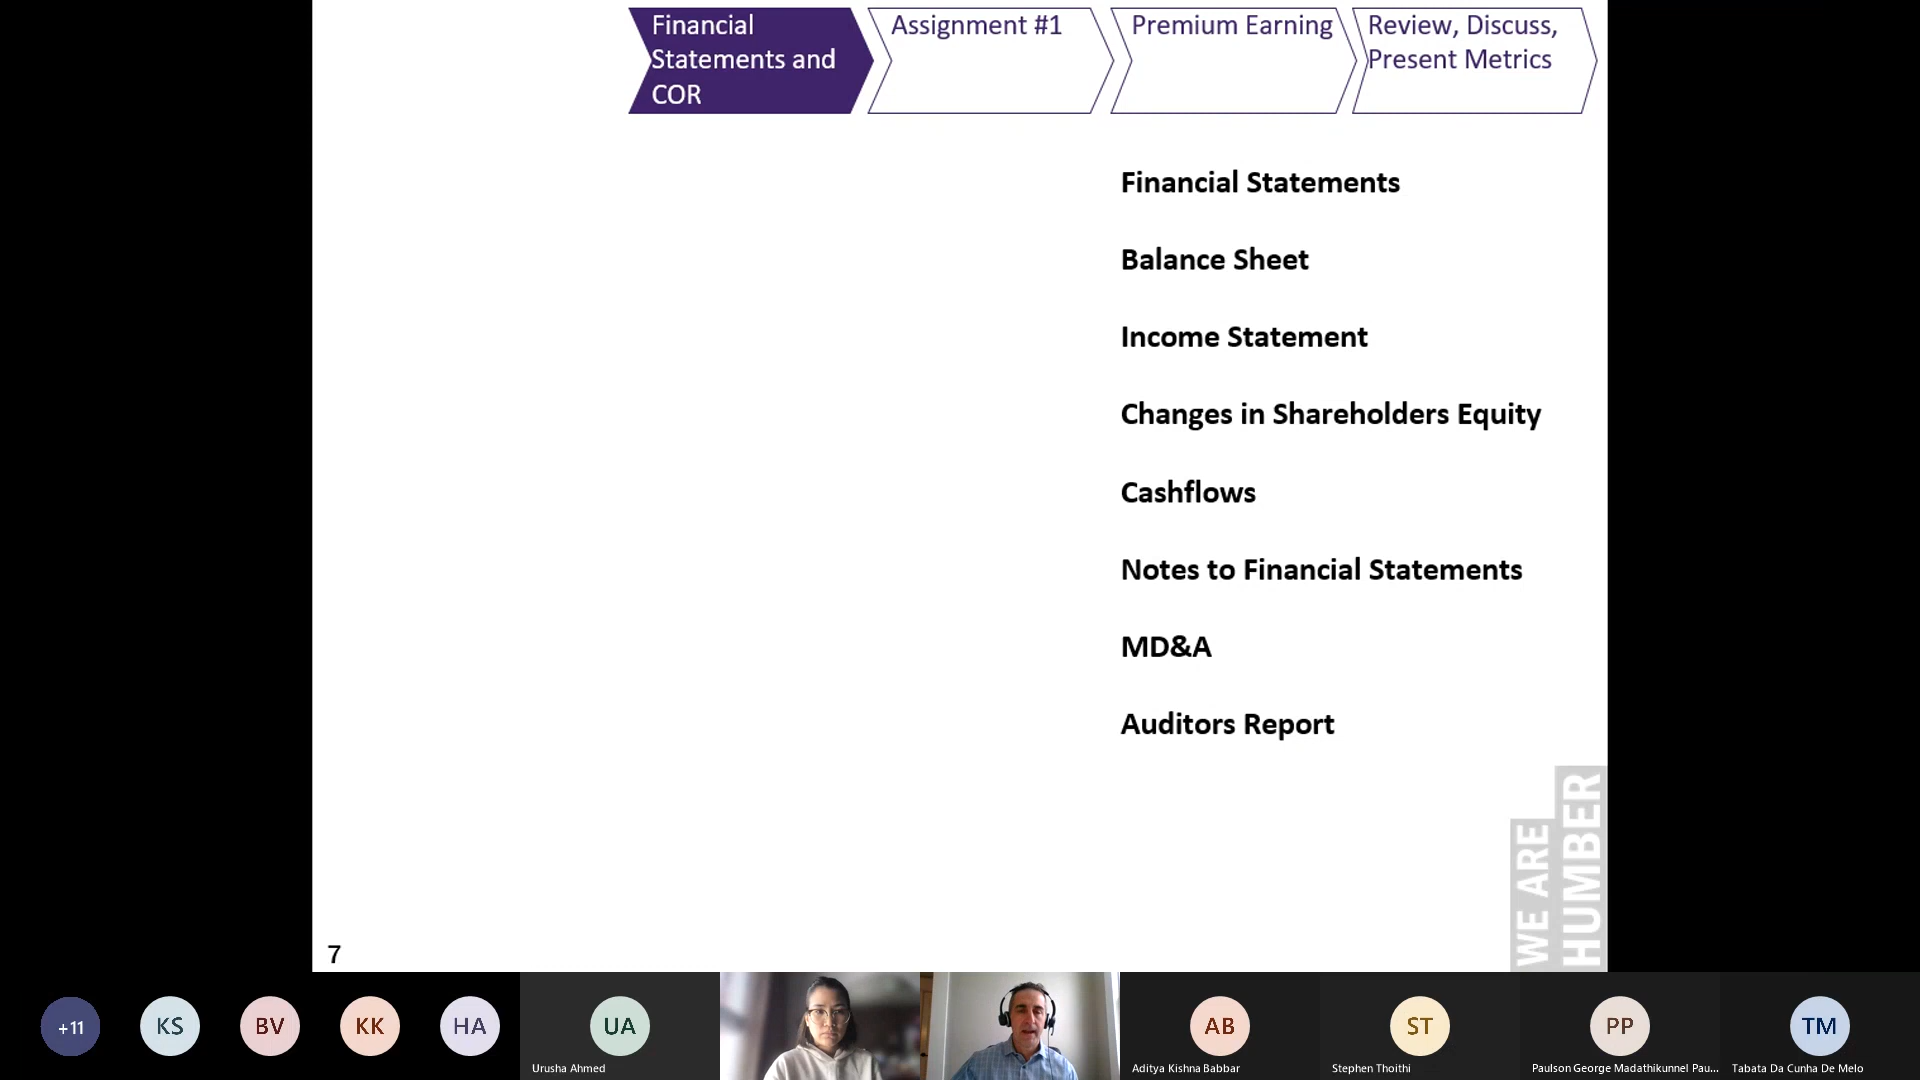 Financial
Statements and
COR
Assignment #1
Premium Earning
Review, Discuss,
Present Metrics
Financial Statements
Balance Sheet
Income Statement
Changes in Shareholders Equity
Cashflows
Notes to Financial Statements
MD&A
Auditors Report
WE ARE
HUMBER
7
+11
KS
BV
KK
HA
UA
Urusha Ahmed
AB
Aditya Kishna Babbar
ST
Stephen Thoithi
PP
Paulson George Madathikunnel Pau...
TM
Tabata Da Cunha De Melo